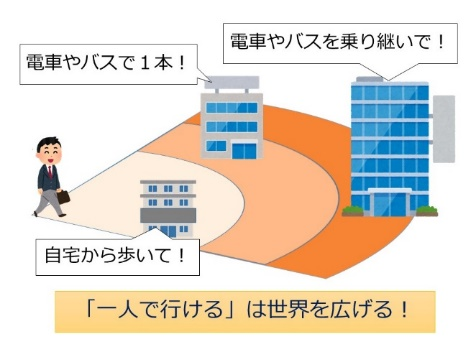 電車やバスを乗り継いで！
電車やバスで１本！
自宅から歩いて！
「一人で行ける」は世界を広げる！